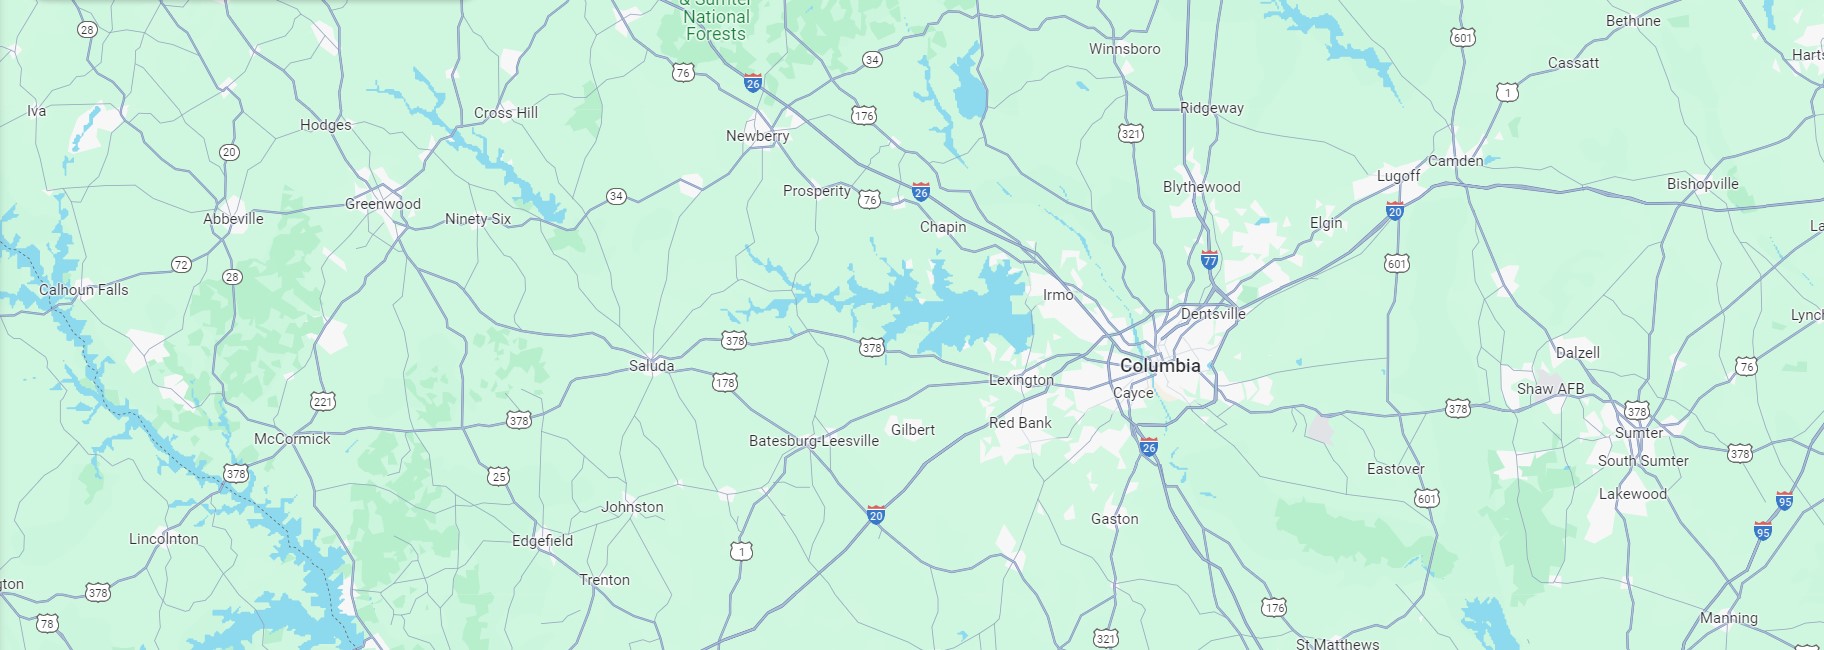 & Sumter
National
Forests
28
601
Winnsboro
Bethune
34
76
26
Cassatt
Harts
1
Iva
Cross Hill
Hodges
176
Ridgeway
Newberry
321
20
Camden
Lugoff
Bishopville
Blythewood
Prosperity
76
26
34
Greenwood
Ninety Six
Abbeville
20
Elgin
Chapin
La
72
28
77
601
Calhoun Falls
Irmo
Dentsville
Lynch
378
378
Dalzell
Saluda
Columbia
76
178
Lexington
Cayce
Shaw AFB
221
378
378
378
Red Bank
Gilbert
Sumter
McCormick
Batesburg-Leesville
26
378
South Sumter
Eastover
378
25
Lakewood
601
95
Johnston
20
Gaston
95
Lincolnton
Edgefield
1
Trenton
gton
378
176
Manning
78
321
St Matthews